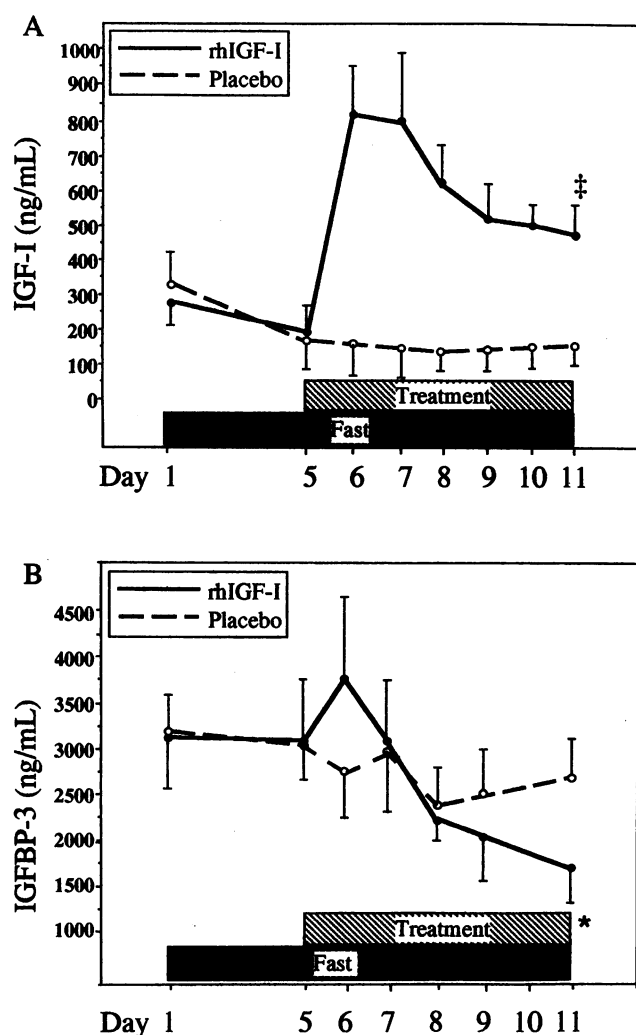 A
rhIGF-I
Placebo
IGF-I (ng/mL)
1000
900
800
700
600
500
400
300
200
100
0
‡
Treatment
Fast
Day 1 5 6 7 8 9 10 11
B
rhIGF-I
Placebo
IGFBP-3 (ng/mL)
4500
3750
4000
3000
2500
2000
1500
1000
Treatment
*
Fast
Day 1 5 6 7 8 9 10 11